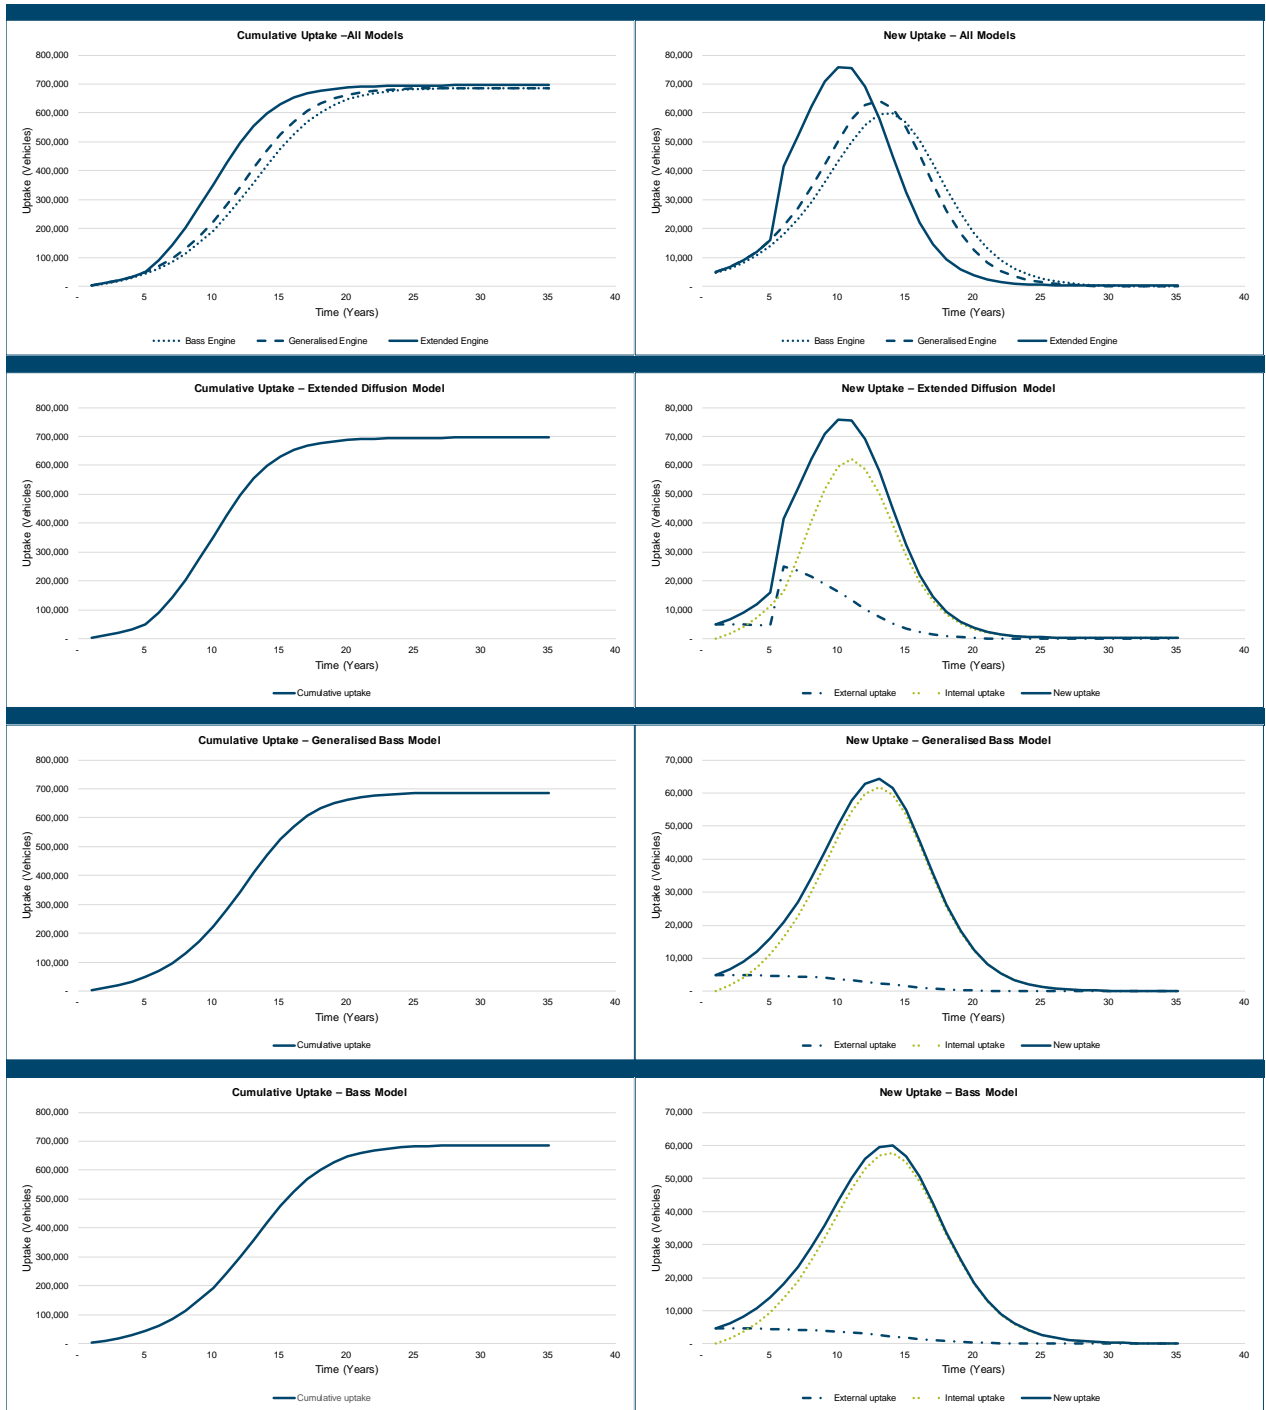 Cumulative Uptake –All Models
800,000
700,000
600,000
500,000
400,000
300,000
200,000
100,000
-
- 5 10 15 20 25 30 35 40
Uptake (Vehicles)
Time (Years)
Bass Engine Generalised Engine Extended Engine
New Uptake – All Models
80,000
70,000
60,000
50,000
40,000
30,000
20,000
10,000
-
- 5 10 15 20 25 30 35 40
Uptake (Vehicles)
Time (Years)
Bass Engine Generalised Engine Extended Engine
Cumulative Uptake – Extended Diffusion Model
800,000
700,000
600,000
500,000
400,000
300,000
200,000
100,000
-
- 5 10 15 20 25 30 35 40
Uptake (Vehicles)
Time (Years)
Cumulative uptake
New Uptake – Extended Diffusion Model
80,000
70,000
60,000
50,000
40,000
30,000
20,000
10,000
-
- 5 10 15 20 25 30 35 40
Uptake (Vehicles)
Time (Years)
External uptake Internal uptake New uptake
Cumulative Uptake – Generalised Bass Model
800,000
700,000
600,000
500,000
400,000
300,000
200,000
100,000
-
- 5 10 15 20 25 30 35 40
Uptake (Vehicles)
Time (Years)
Cumulative uptake
New Uptake – Generalised Bass Model
70,000
60,000
50,000
40,000
30,000
20,000
10,000
-
- 5 10 15 20 25 30 35 40
Uptake (Vehicles)
Time (Years)
External uptake Internal uptake New uptake
Cumulative Uptake – Bass Model
800,000
700,000
600,000
500,000
400,000
300,000
200,000
100,000
-
- 5 10 15 20 25 30 35 40
Uptake (Vehicles)
Time (Years)
Cumulative uptake
New Uptake – Bass Model
70,000
60,000
50,000
40,000
30,000
20,000
10,000
-
- 5 10 15 20 25 30 35 40
Uptake (Vehicles)
Time (Years)
External uptake Internal uptake New uptake